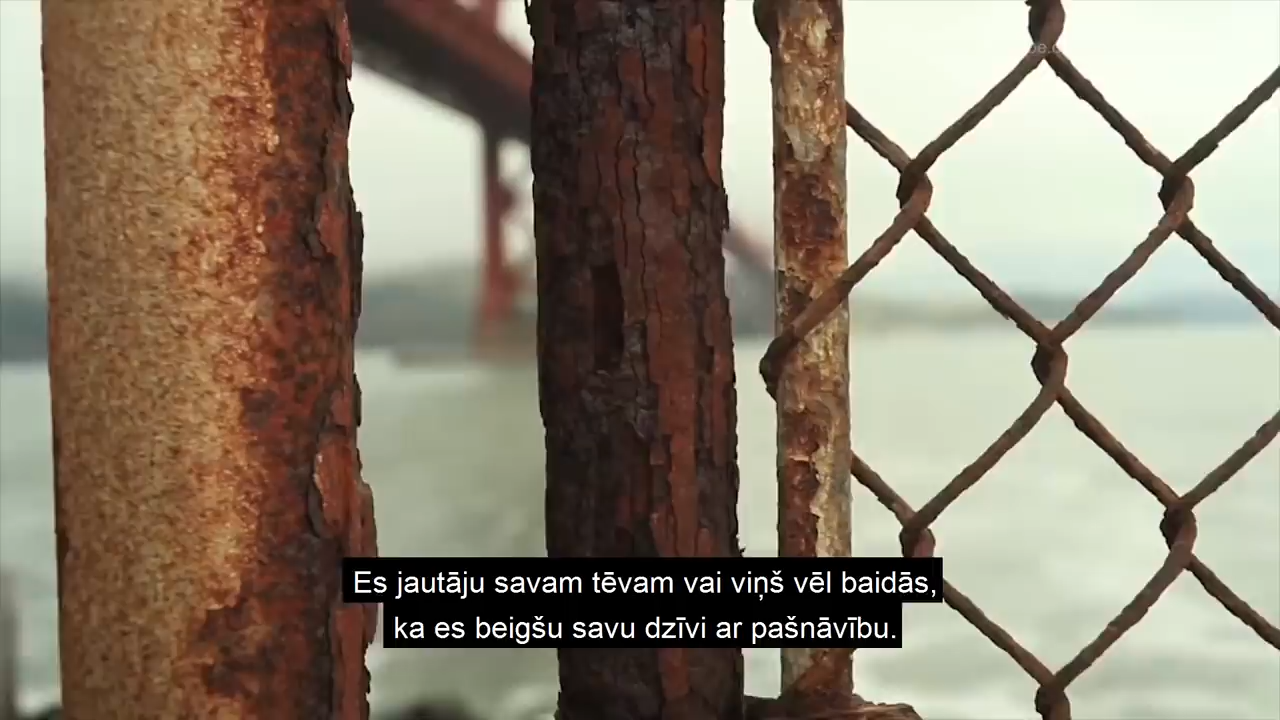 Es jautāju savam tēvam vai viņš vēl baidās,
ka es beigšu savu dzīvi ar pašnāvību.